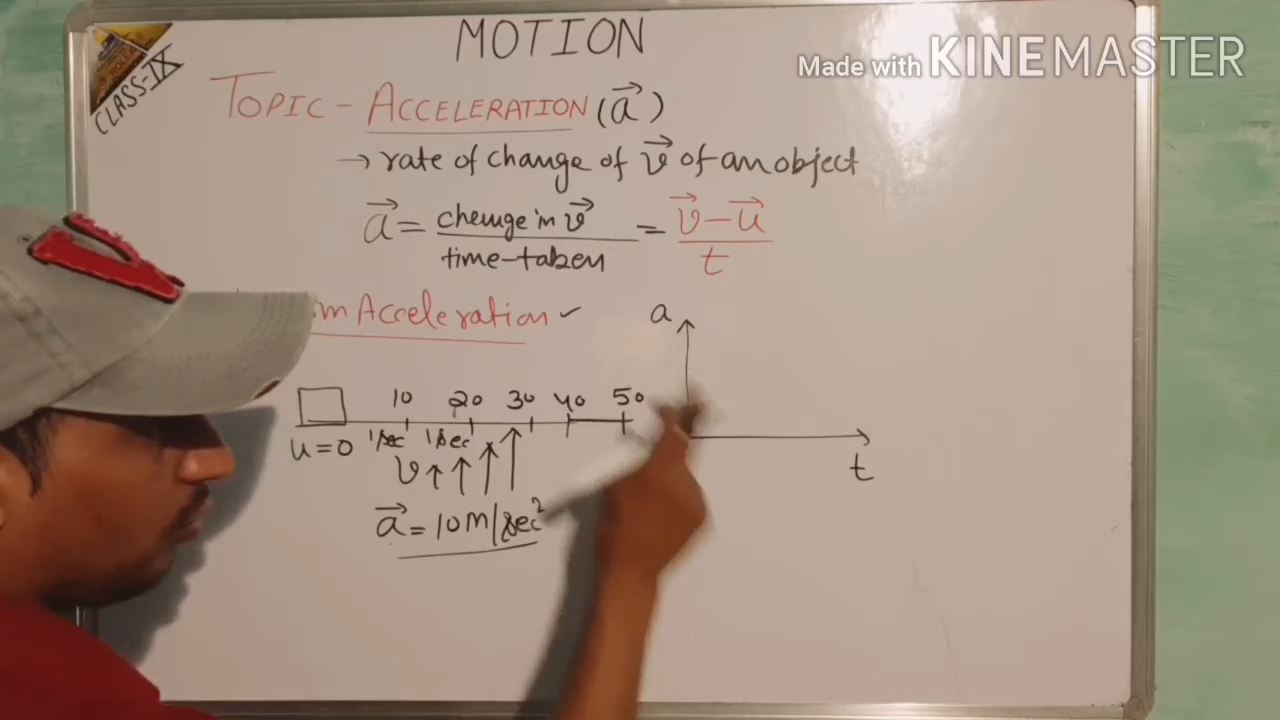 MOTION
Made with KINEMASTER
CLASS-IX
TOPIC - ACCELERATION (a⃗)
→ rate of change of v⃗ of an object
a⃗ = change in v⃗ / time-taken = v⃗ - u⃗ / t
m Acceleration ✓
a
10 20 30 40 50
u = 0 1sec 1sec
v ↑ ↑ ↑ ↑
t
a⃗ = 10 m/sec²